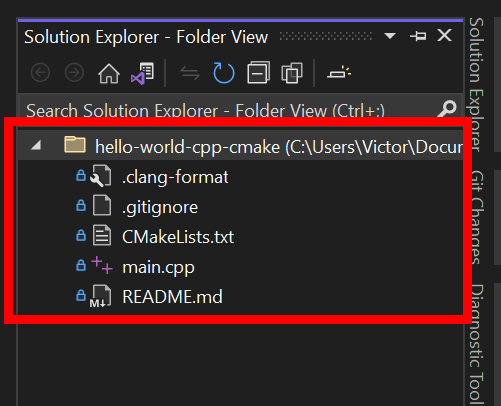 Solution Explorer - Folder View
Search Solution Explorer - Folder View (Ctrl+;)
hello-world-cpp-cmake (C:\Users\Victor\Docum
.clang-format
.gitignore
CMakeLists.txt
main.cpp
M↓ README.md
Solution Explorer
Git Changes
Diagnostic Tool